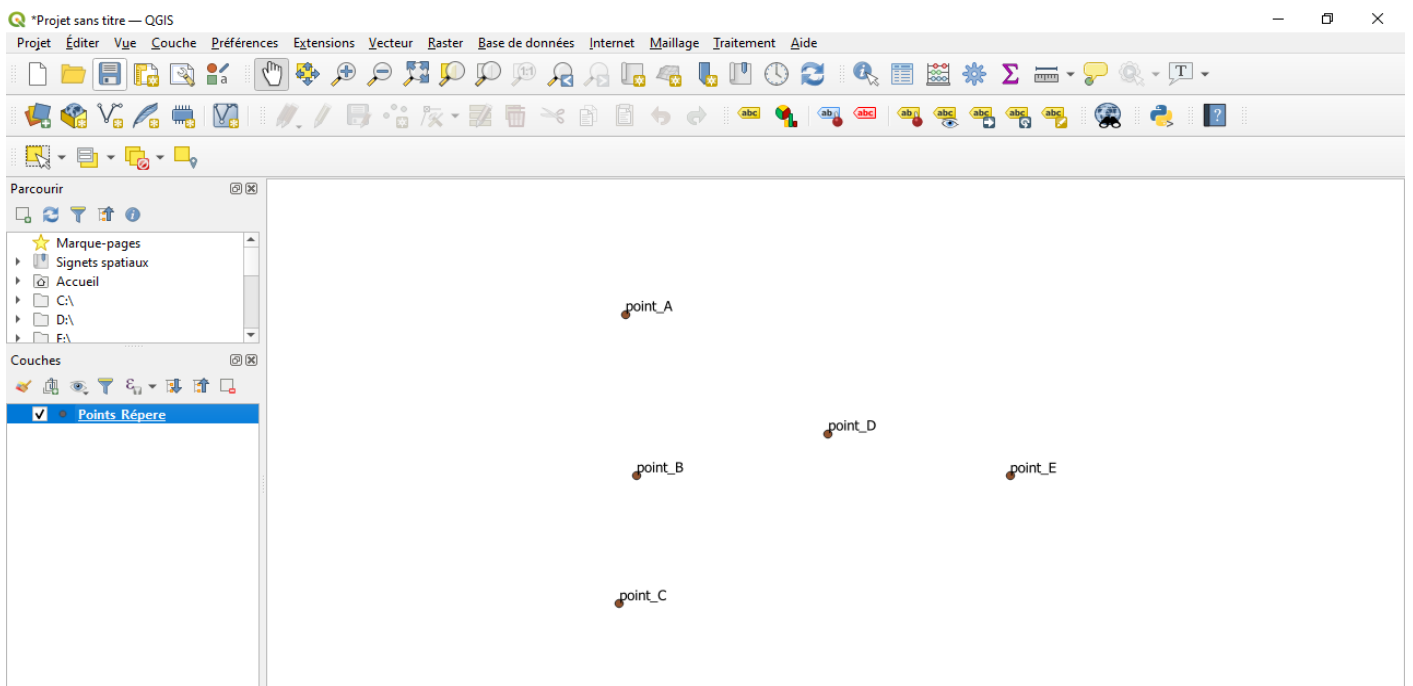 *Projet sans titre — QGIS
Projet Éditer Vue Couche Préférences Extensions Vecteur Raster Base de données Internet Maillage Traitement Aide
Parcourir
Marque-pages
Signets spatiaux
Accueil
C:\
D:\
E:\
Couches
Points Répere
point_A
point_D
point_B
point_E
point_C